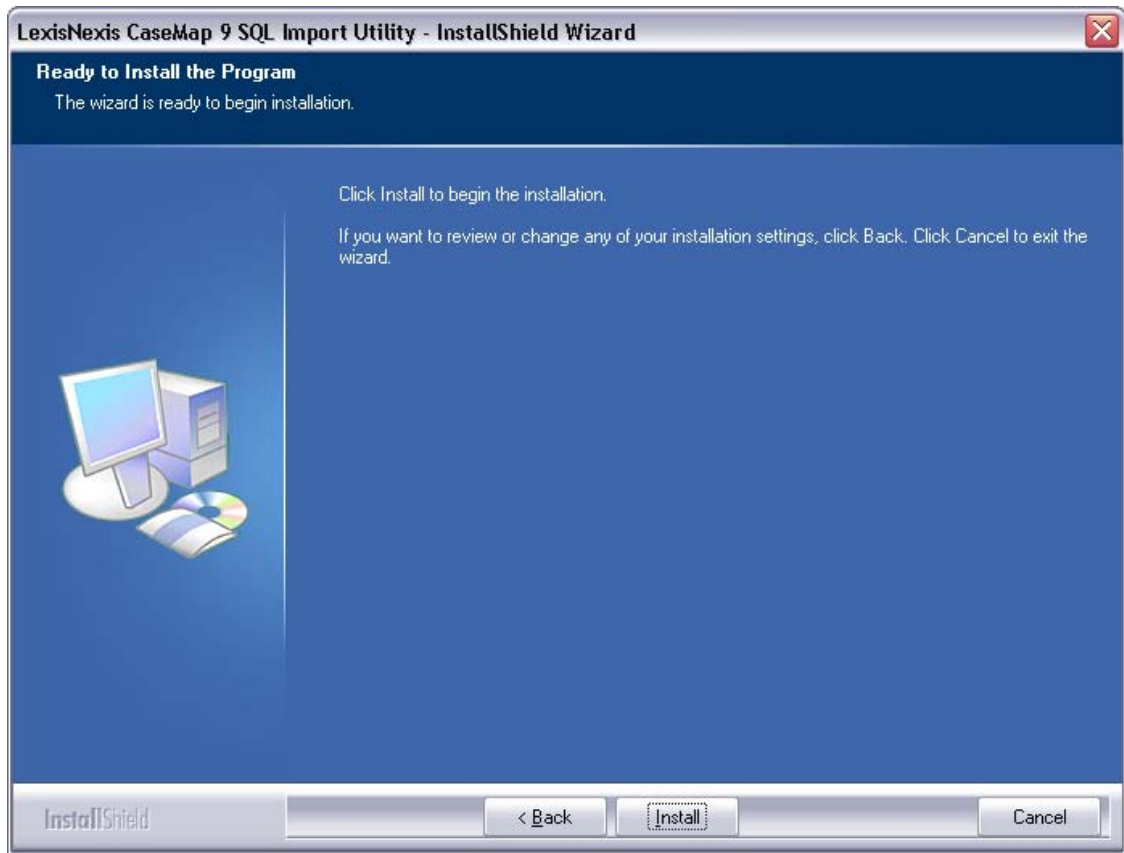 LexisNexis CaseMap 9 SQL Import Utility - InstallShield Wizard
Ready to Install the Program
The wizard is ready to begin installation.
Click Install to begin the installation.
If you want to review or change any of your installation settings, click Back. Click Cancel to exit the
wizard.
InstallShield
< Back
Install
Cancel